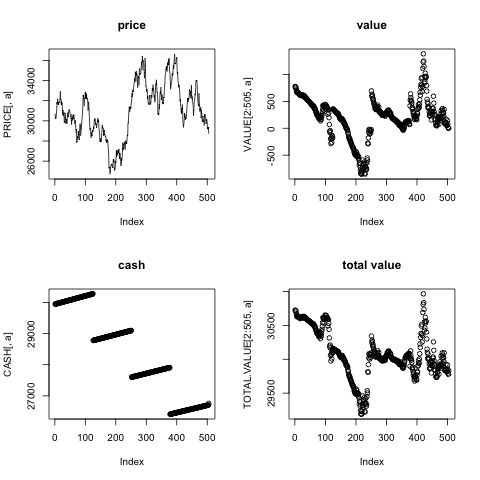 price
value
PRICE[, a]
26000 30000 34000
0 100 200 300 400 500
Index
VALUE[2:505, a]
-500 0 500
0 100 200 300 400 500
Index
cash
total value
CASH[, a]
27000 29000
0 100 200 300 400 500
Index
TOTAL.VALUE[2:505, a]
29500 30500
0 100 200 300 400 500
Index